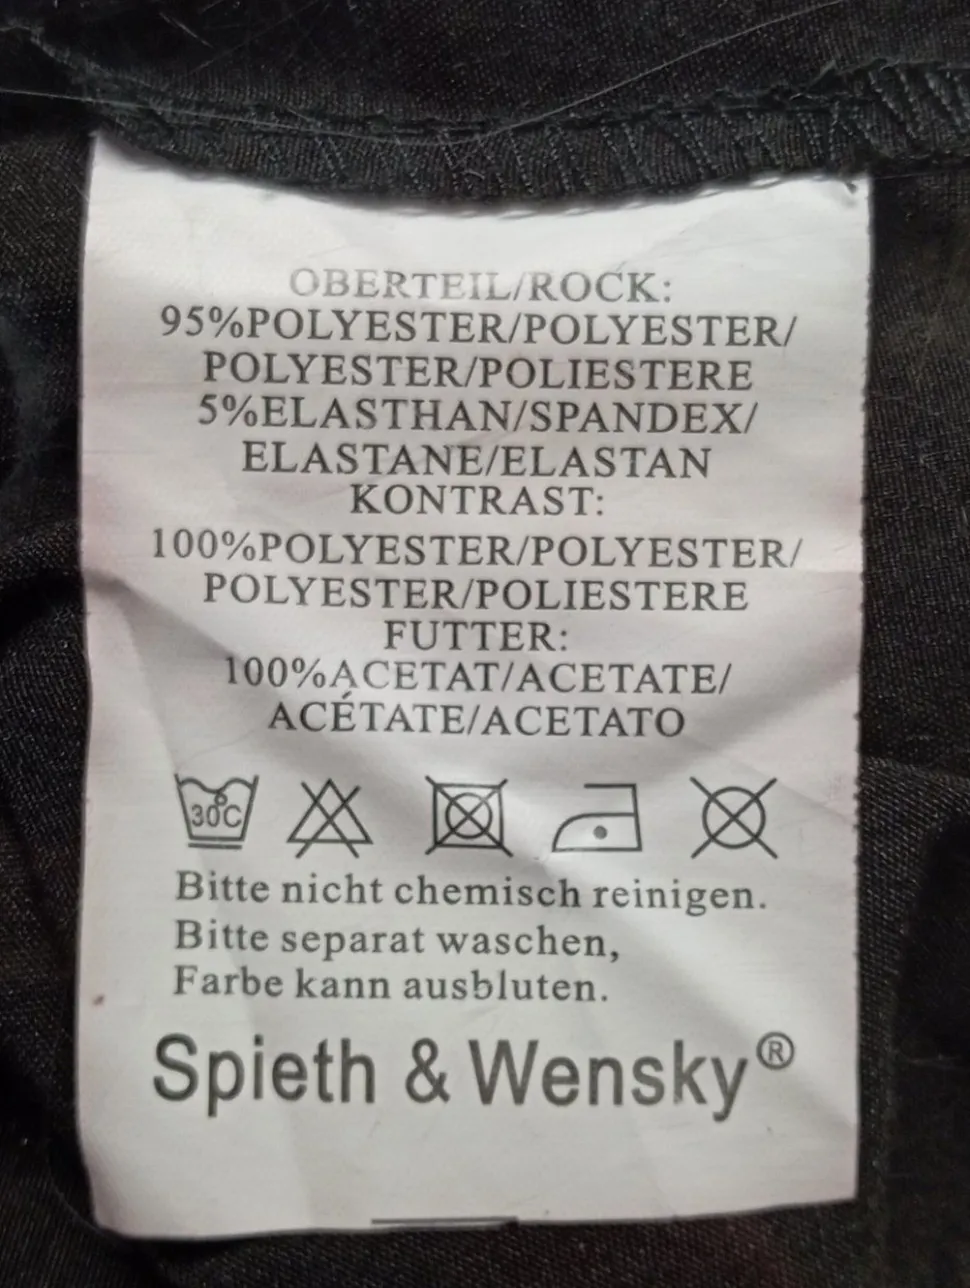 OBERTEIL/ROCK:
95%POLYESTER/POLYESTER/
POLYESTER/POLIESTERE
5%ELASTHAN/SPANDEX/
ELASTANE/ELASTAN
KONTRAST:
100%POLYESTER/POLYESTER/
POLYESTER/POLIESTERE
FUTTER:
100%ACETAT/ACETATE/
ACÉTATE/ACETATO
30°C
Bitte nicht chemisch reinigen.
Bitte separat waschen,
Farbe kann ausbluten.
Spieth & Wensky®